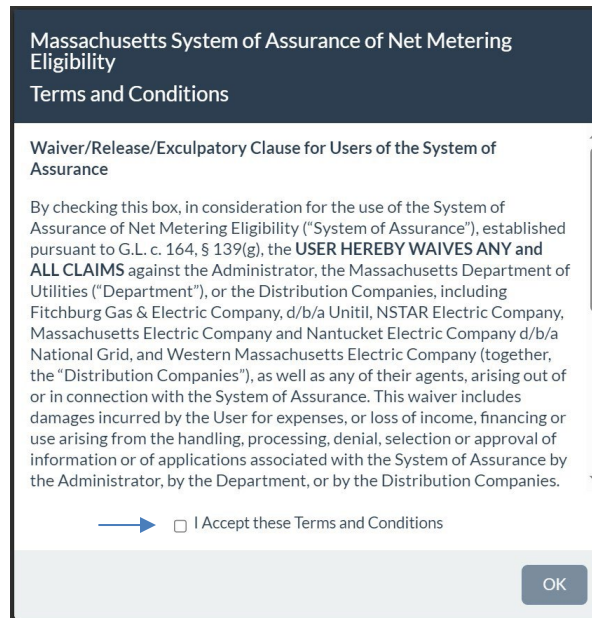 Massachusetts System of Assurance of Net Metering
Eligibility
Terms and Conditions
Waiver/Release/Exculpatory Clause for Users of the System of
Assurance
By checking this box, in consideration for the use of the System of
Assurance of Net Metering Eligibility (“System of Assurance”), established
pursuant to G.L. c. 164, § 139(g), the USER HEREBY WAIVES ANY and
ALL CLAIMS against the Administrator, the Massachusetts Department of
Utilities (“Department”), or the Distribution Companies, including
Fitchburg Gas & Electric Company, d/b/a Unitil, NSTAR Electric Company,
Massachusetts Electric Company and Nantucket Electric Company d/b/a
National Grid, and Western Massachusetts Electric Company (together,
the “Distribution Companies”), as well as any of their agents, arising out of
or in connection with the System of Assurance. This waiver includes
damages incurred by the User for expenses, or loss of income, financing or
use arising from the handling, processing, denial, selection or approval of
information or of applications associated with the System of Assurance by
the Administrator, by the Department, or by the Distribution Companies.
I Accept these Terms and Conditions
OK